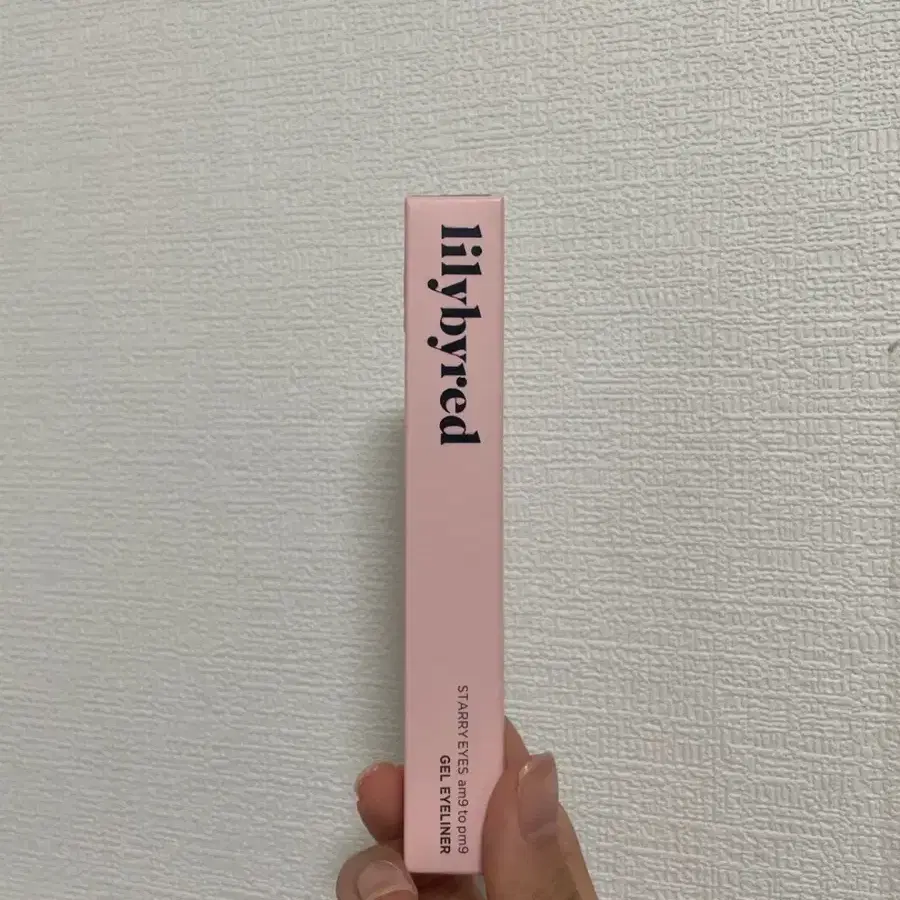 lilybyred
STARRY EYES am9 to pm9
GEL EYELINER